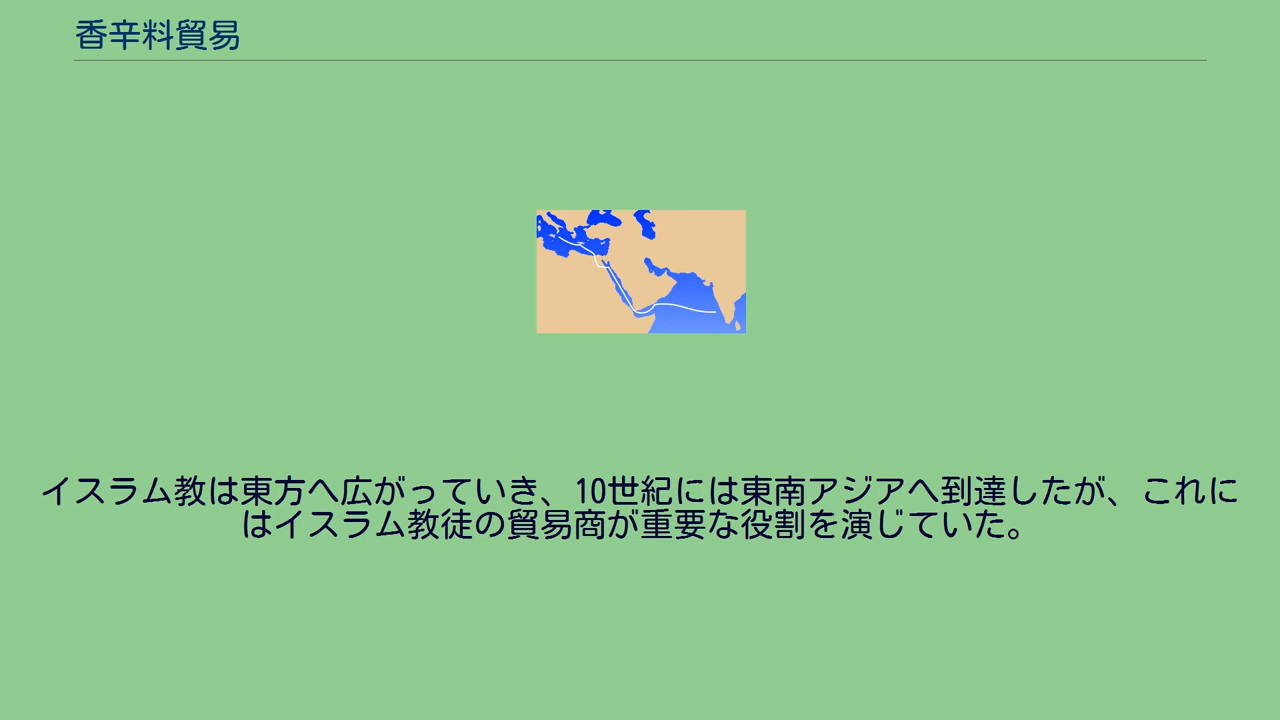 香辛料貿易
イスラム教は東方へ広がっていき、10世紀には東南アジアへ到達したが、これに
はイスラム教徒の貿易商が重要な役割を演じていた。